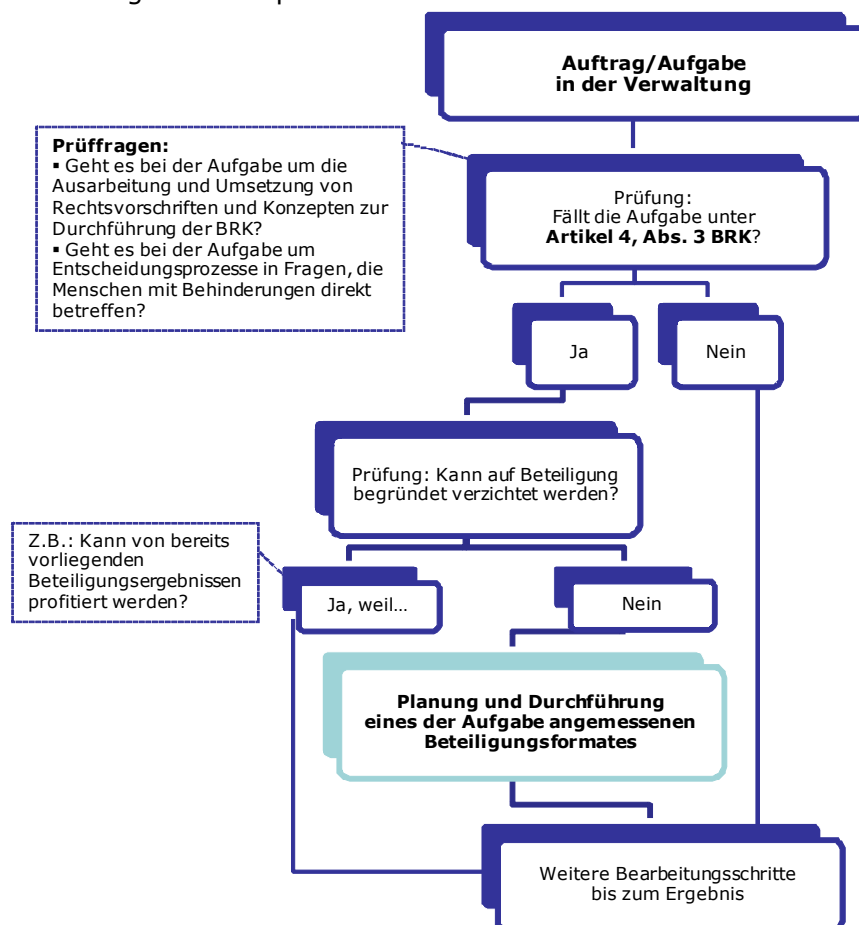 Auftrag/Aufgabe
in der Verwaltung
Prüffragen:
▪ Geht es bei der Aufgabe um die
Ausarbeitung und Umsetzung von
Rechtsvorschriften und Konzepten zur
Durchführung der BRK?
▪ Geht es bei der Aufgabe um
Entscheidungsprozesse in Fragen, die
Menschen mit Behinderungen direkt
betreffen?
Prüfung:
Fällt die Aufgabe unter
Artikel 4, Abs. 3 BRK?
Ja
Nein
Prüfung: Kann auf Beteiligung
begründet verzichtet werden?
Z.B.: Kann von bereits
vorliegenden
Beteiligungsergebnissen
profitiert werden?
Ja, weil…
Nein
Planung und Durchführung
eines der Aufgabe angemessenen
Beteiligungsformates
Weitere Bearbeitungsschritte
bis zum Ergebnis